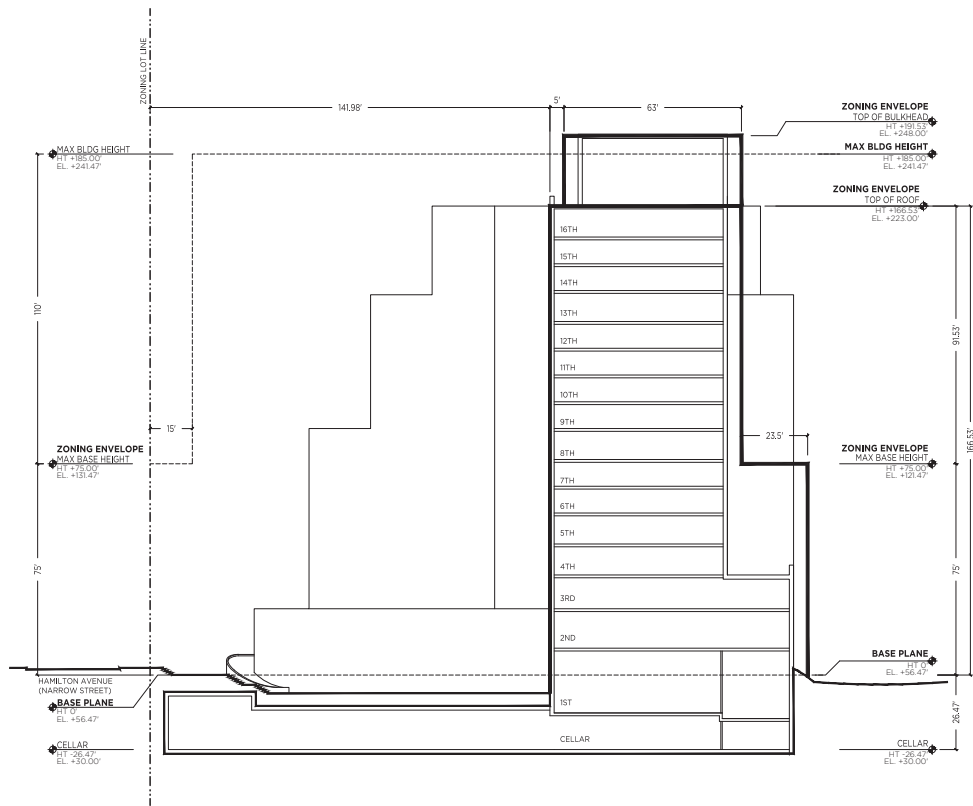 ZONING LOT LINE
141.98'
5'
63'
ZONING ENVELOPE
TOP OF BULKHEAD
HT +191.53'
EL. +248.00'
MAX BLDG HEIGHT
HT +185.00'
EL. +241.47'
MAX BLDG HEIGHT
HT +185.00'
EL. +241.47'
ZONING ENVELOPE
TOP OF ROOF
HT +166.53'
EL. +223.00'
16TH
15TH
14TH
13TH
12TH
11TH
10TH
9TH
8TH
7TH
6TH
5TH
4TH
3RD
2ND
1ST
CELLAR
110'
91.53'
166.53'
15'
23.5'
ZONING ENVELOPE
MAX BASE HEIGHT
HT +75.00'
EL. +131.47'
ZONING ENVELOPE
MAX BASE HEIGHT
HT +75.00'
EL. +121.47'
75'
75'
HAMILTON AVENUE
(NARROW STREET)
BASE PLANE
HT 0'
EL. +56.47'
BASE PLANE
HT 0'
EL. +56.47'
26.47'
CELLAR
HT -26.47'
EL. +30.00'
CELLAR
HT -26.47'
EL. +30.00'